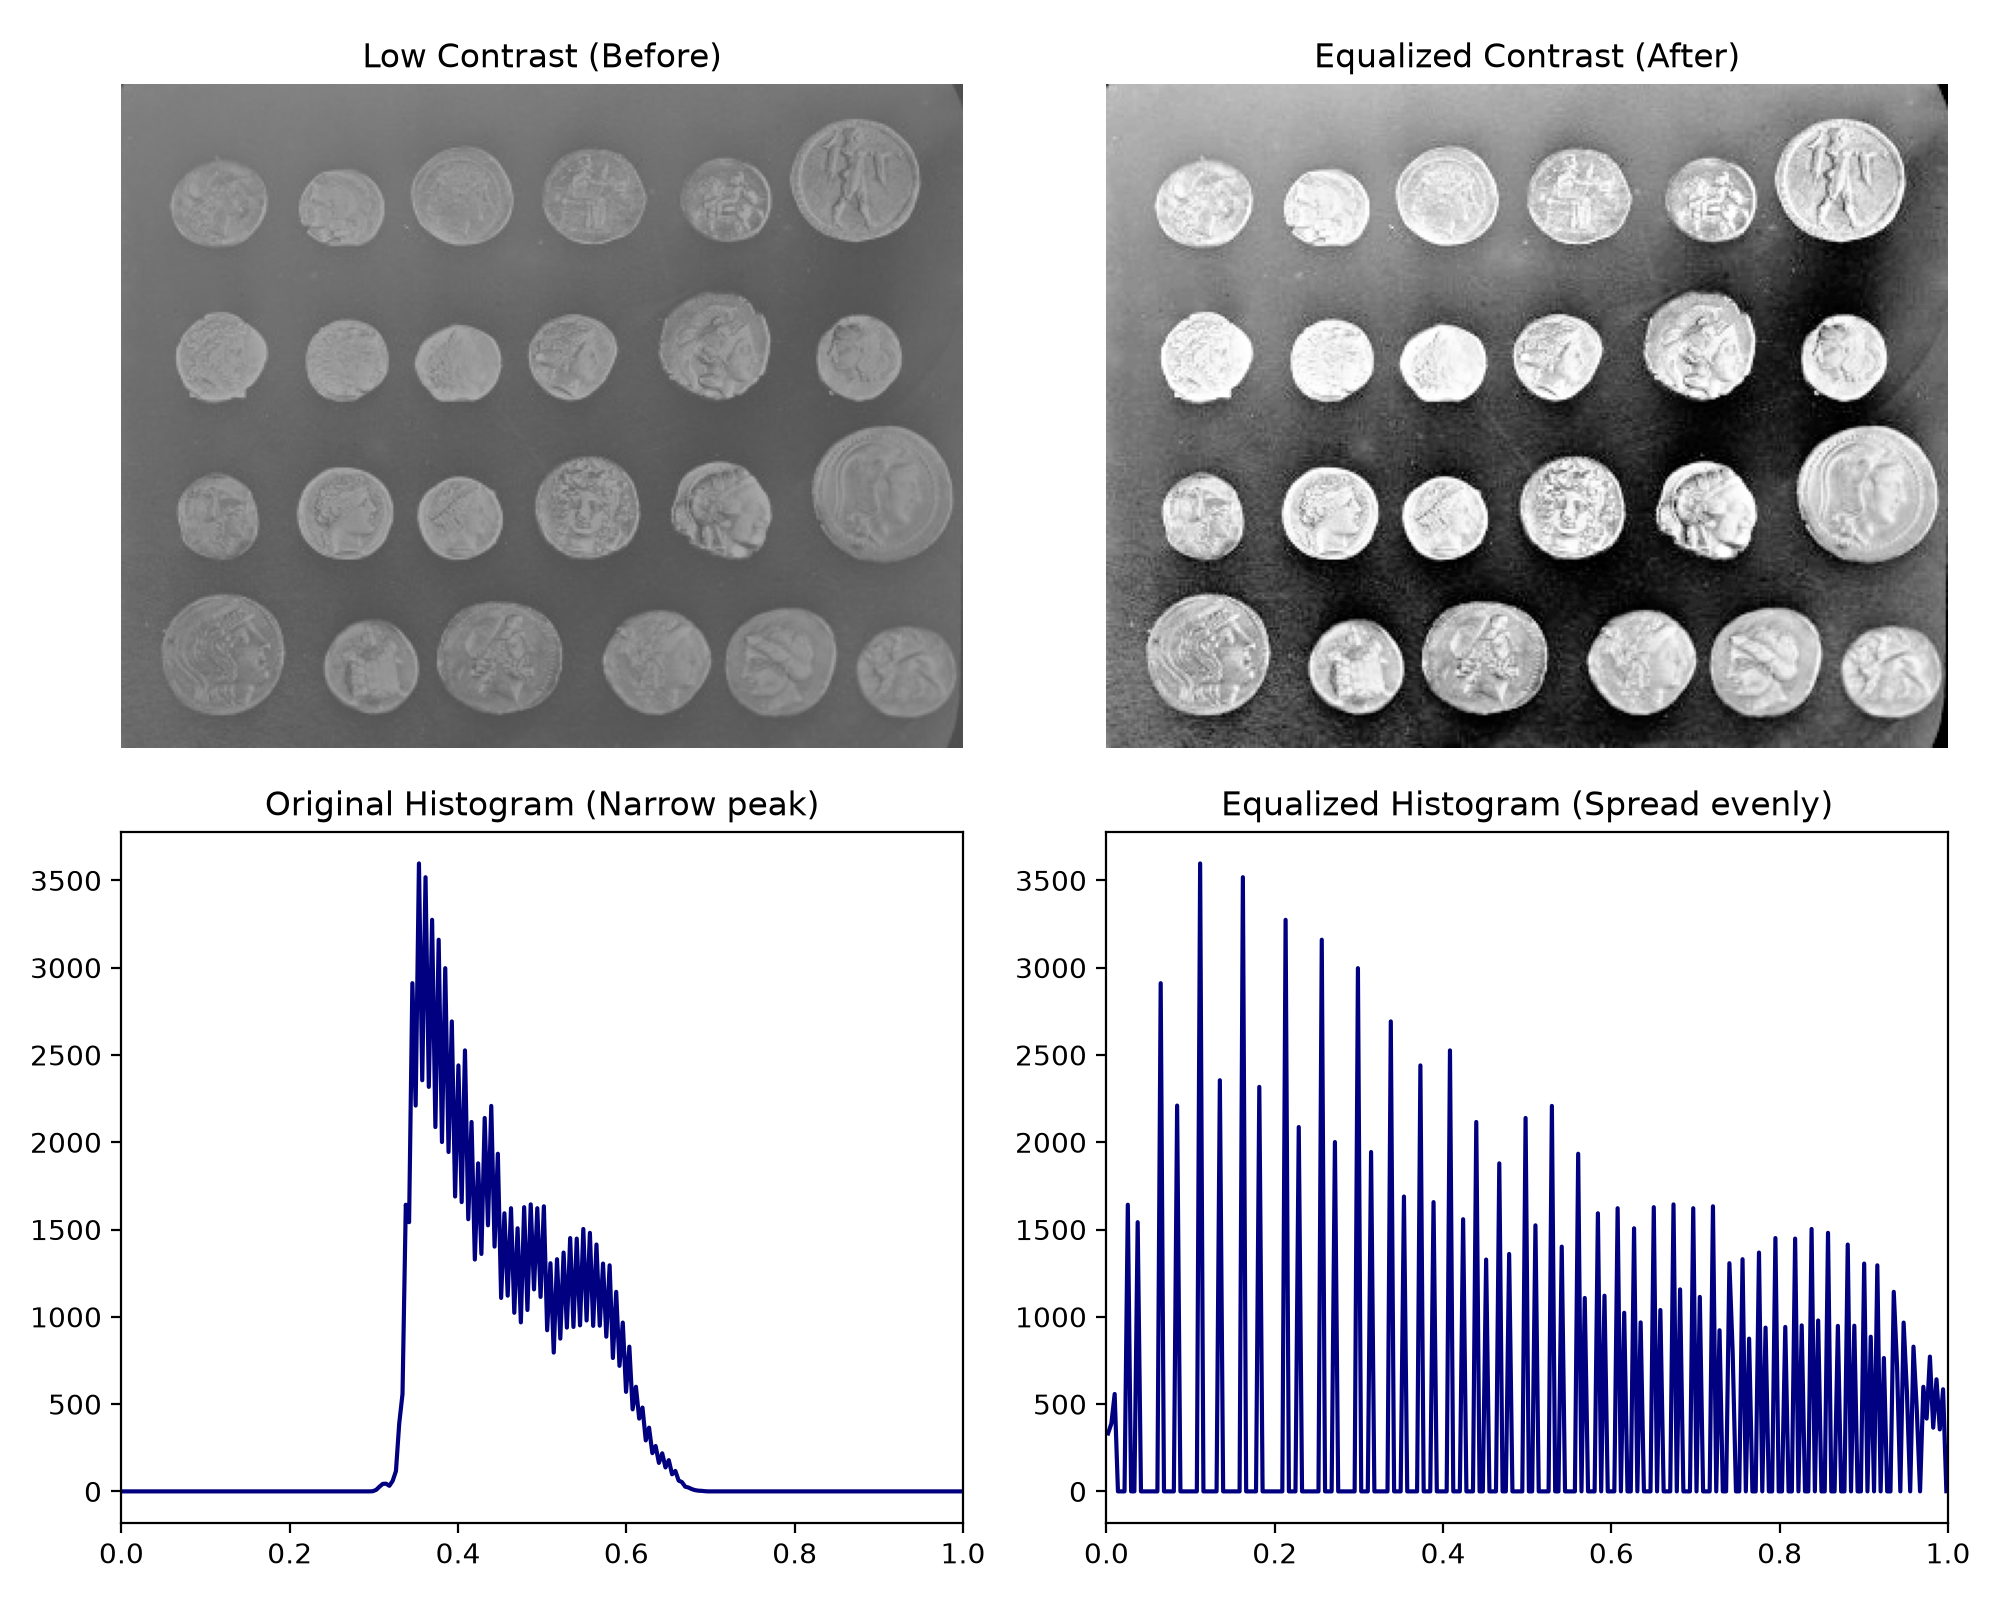 Low Contrast (Before)
Equalized Contrast (After)
Original Histogram (Narrow peak)
3500
3000
2500
2000
1500
1000
500
0
0.0 0.2 0.4 0.6 0.8 1.0
Equalized Histogram (Spread evenly)
3500
3000
2500
2000
1500
1000
500
0
0.0 0.2 0.4 0.6 0.8 1.0